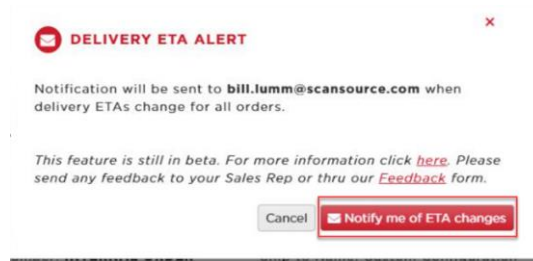 ×
DELIVERY ETA ALERT
Notification will be sent to bill.lumm@scansource.com when
delivery ETAs change for all orders.
This feature is still in beta. For more information click here. Please
send any feedback to your Sales Rep or thru our Feedback form.
Cancel Notify me of ETA changes